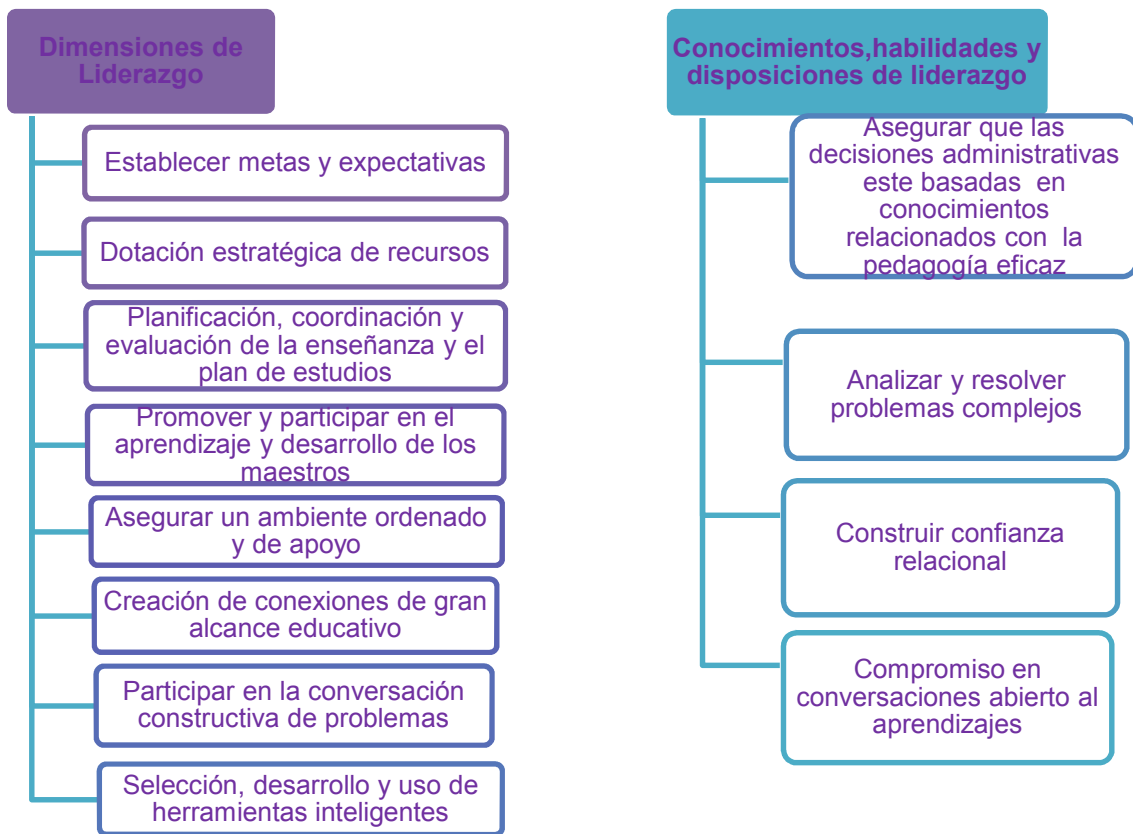 Dimensiones de
Liderazgo
Establecer metas y expectativas
Dotación estratégica de recursos
Planificación, coordinación y
evaluación de la enseñanza y el
plan de estudios
Promover y participar en el
aprendizaje y desarrollo de los
maestros
Asegurar un ambiente ordenado
y de apoyo
Creación de conexiones de gran
alcance educativo
Participar en la conversación
constructiva de problemas
Selección, desarrollo y uso de
herramientas inteligentes
Conocimientos,habilidades y
disposiciones de liderazgo
Asegurar que las
decisiones administrativas
este basadas en
conocimientos
relacionados con la
pedagogía eficaz
Analizar y resolver
problemas complejos
Construir confianza
relacional
Compromiso en
conversaciones abierto al
aprendizajes